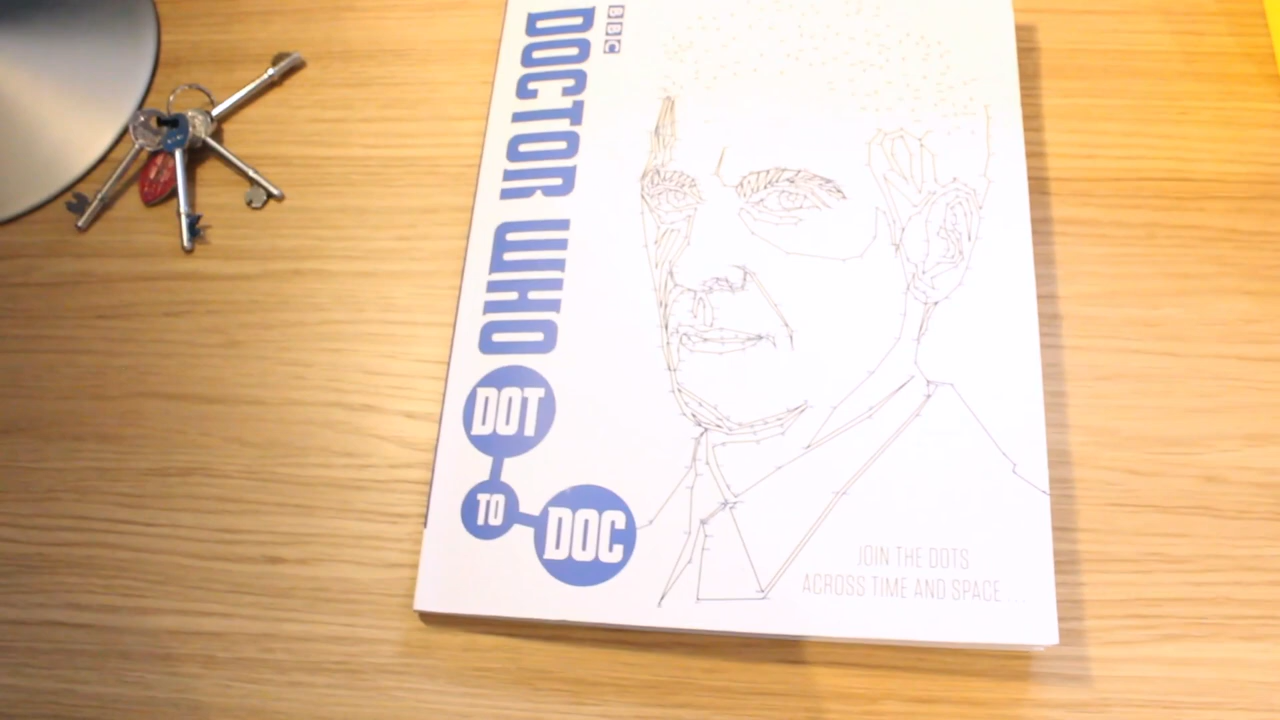 BBC
DOCTOR WHO
DOT
TO
DOC
JOIN THE DOTS
ACROSS TIME AND SPACE...